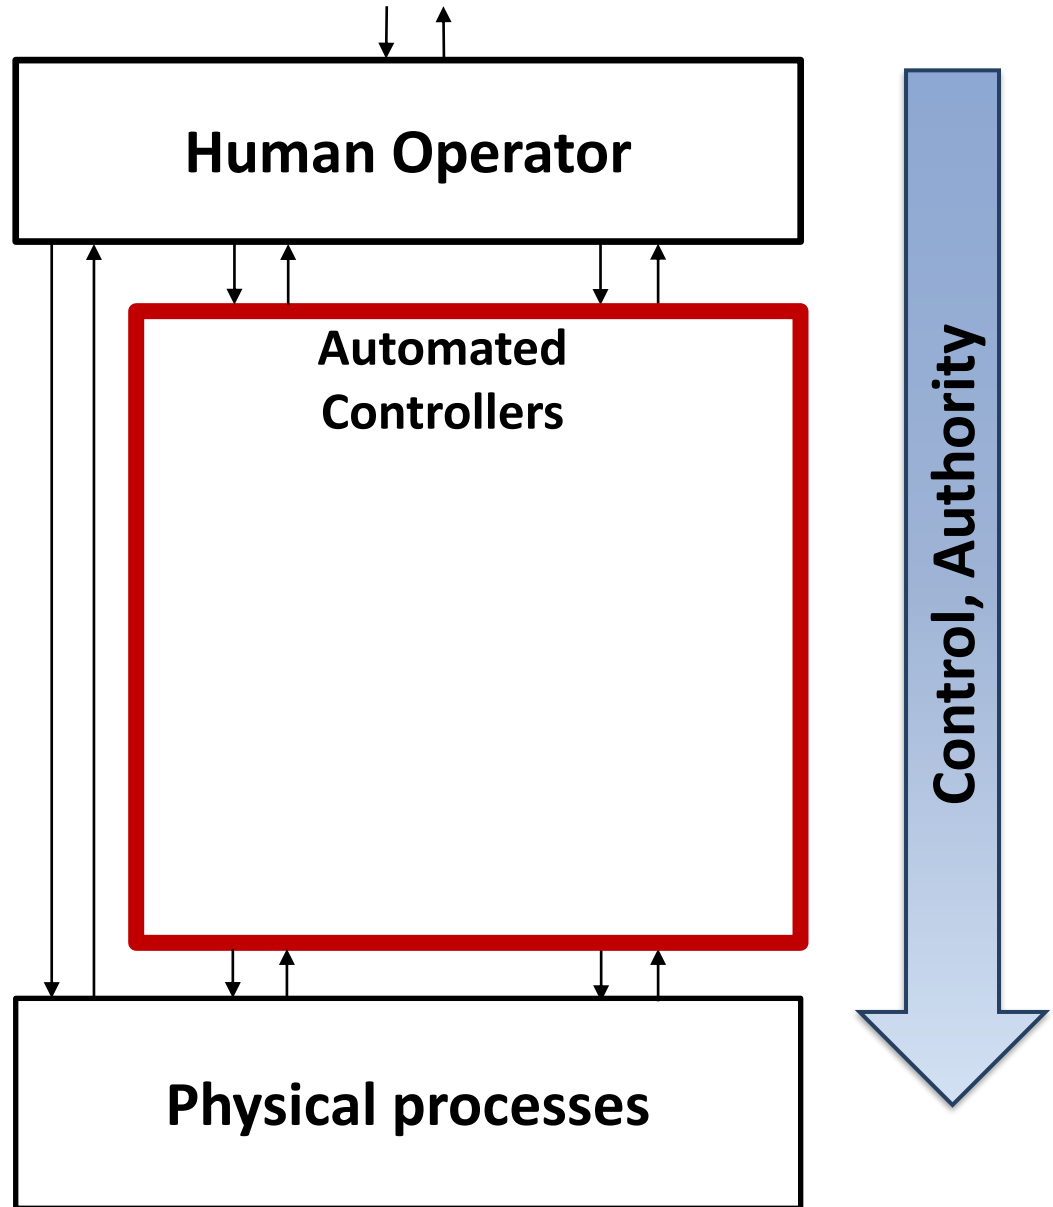 Human Operator
Automated
Controllers
Control, Authority
Physical processes